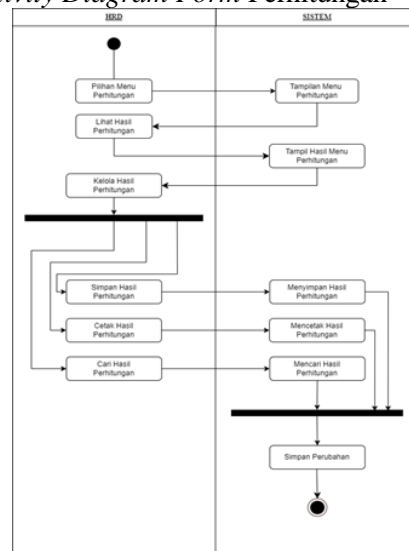 Activity Diagram Form Perhitungan
HRD
SISTEM
Pilihan Menu
Perhitungan
Tampilan Menu
Perhitungan
Lihat Hasil
Perhitungan
Tampil Hasil Menu
Perhitungan
Kelola Hasil
Perhitungan
Simpan Hasil
Perhitungan
Menyimpan Hasil
Perhitungan
Cetak Hasil
Perhitungan
Mencetak Hasil
Perhitungan
Cari Hasil
Perhitungan
Mencari Hasil
Perhitungan
Simpan Perubahan